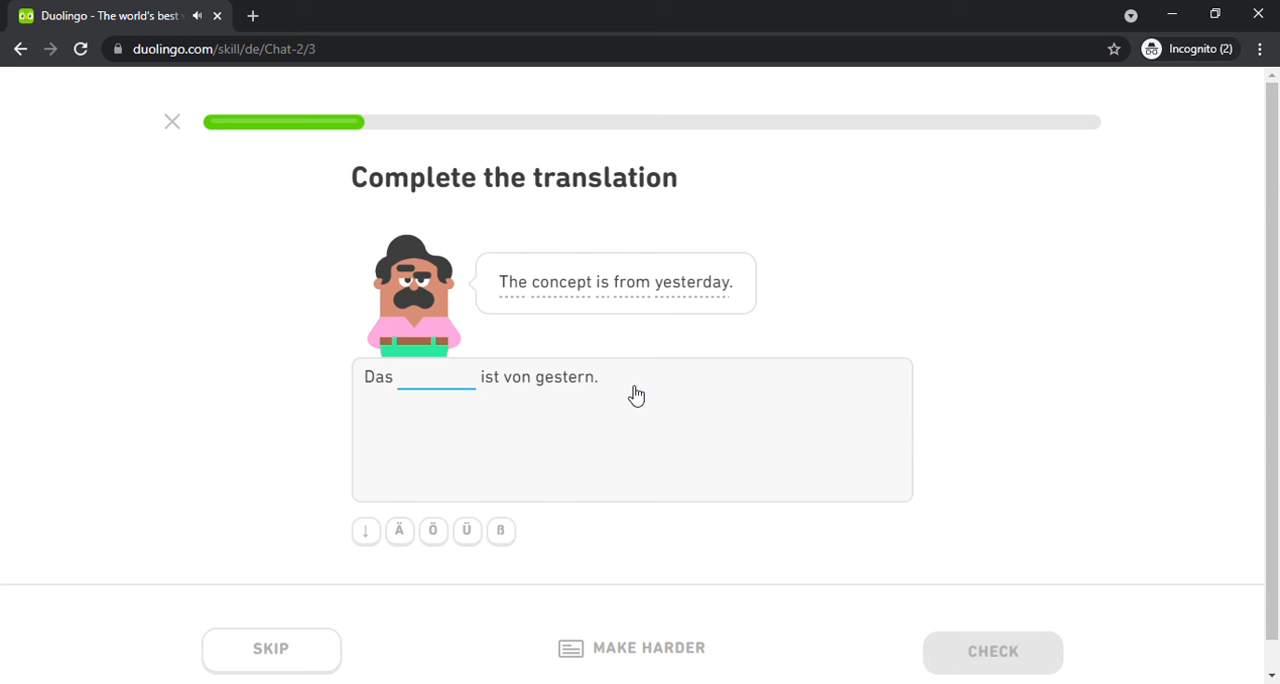 Duolingo - The world's best
duolingo.com/skill/de/Chat-2/3
Incognito (2)
Complete the translation
The concept is from yesterday.
Das ist von gestern.
↓ Ä Ö Ü ß
SKIP
MAKE HARDER
CHECK